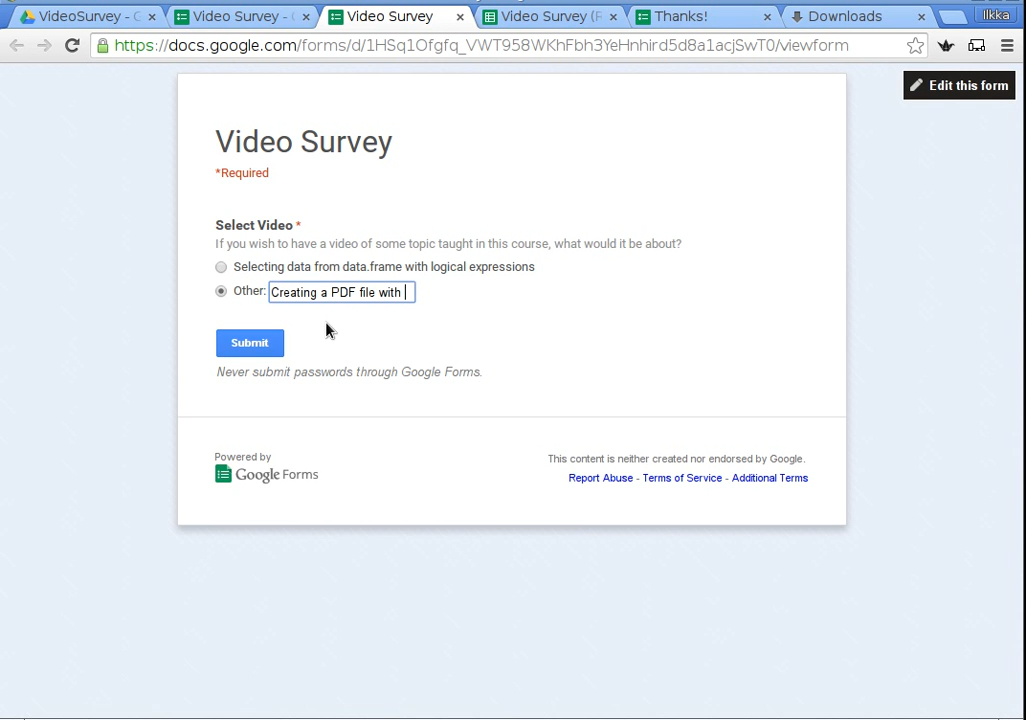 VideoSurvey - C
Video Survey -
Video Survey
Video Survey (F
Thanks!
Downloads
Ilkka
https://docs.google.com/forms/d/1HSq1Ofgfq_VWT958WKhFbh3YeHnhird5d8a1acjSwT0/viewform
Edit this form
Video Survey
*Required
Select Video *
If you wish to have a video of some topic taught in this course, what would it be about?
Selecting data from data.frame with logical expressions
Other: Creating a PDF file with
Submit
Never submit passwords through Google Forms.
Powered by
Google Forms
This content is neither created nor endorsed by Google.
Report Abuse - Terms of Service - Additional Terms